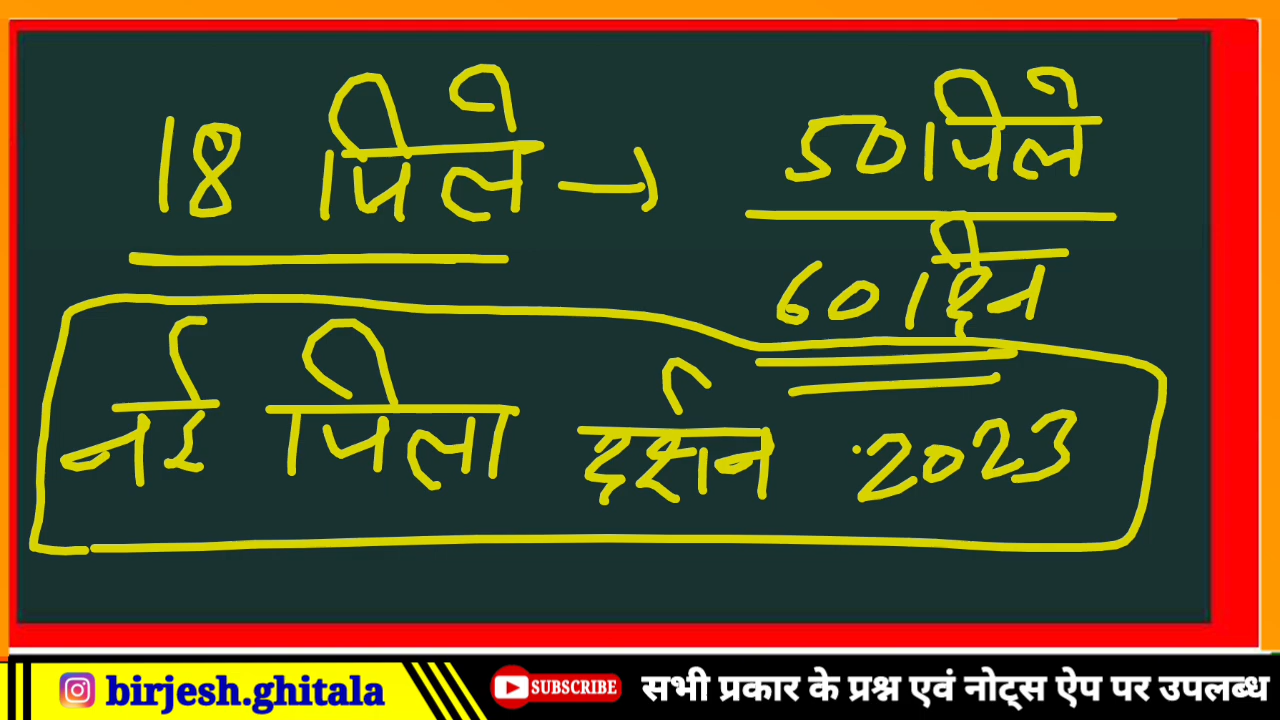 18 जिले → 50 जिले
60 दिन
नई जिला दर्शन 2023
birjesh.ghitala
SUBSCRIBE
सभी प्रकार के प्रश्न एवं नोट्स ऐप पर उपलब्ध